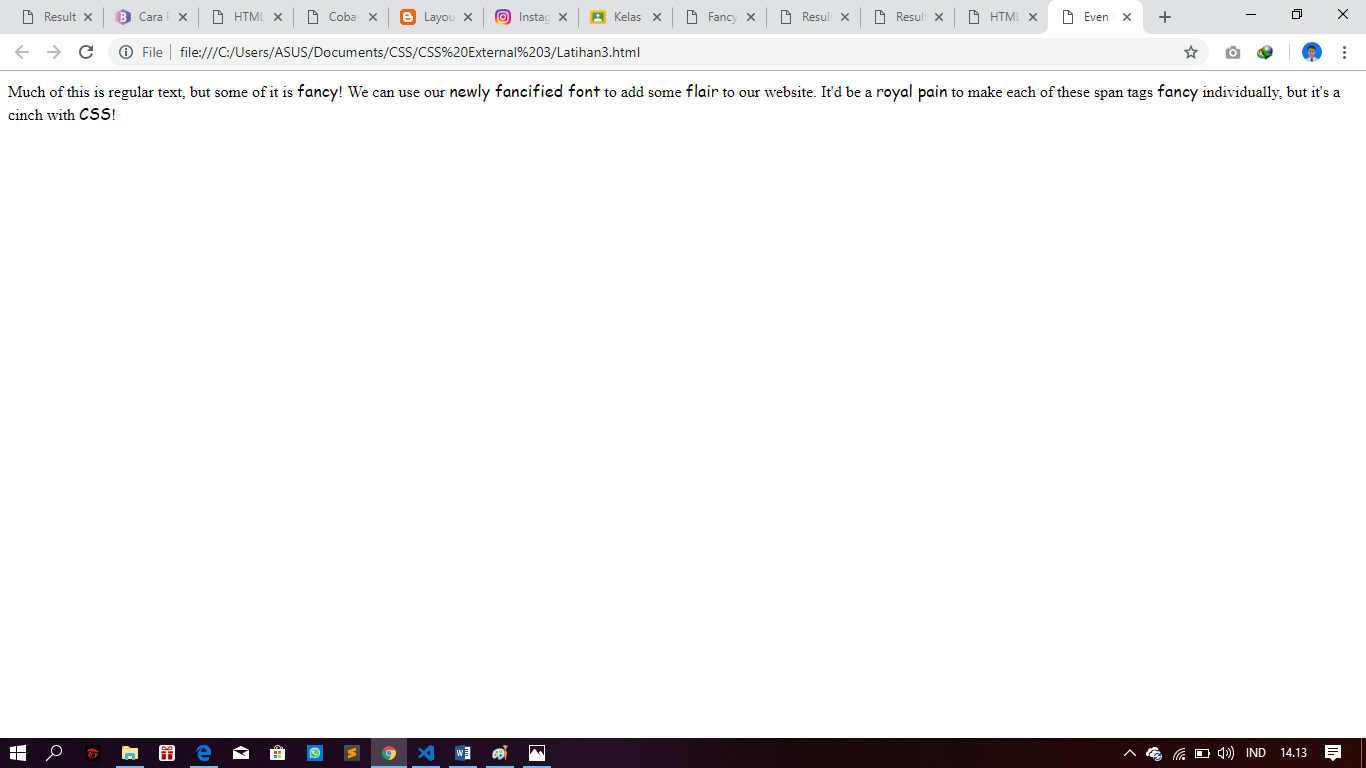 Result
Cara
HTML
Coba-
Layou
Instag
Kelas
Fancy
Resul
Resul
HTML
Even
File
file:///C:/Users/ASUS/Documents/CSS/CSS%20External%203/Latihan3.html
Much of this is regular text, but some of it is fancy! We can use our newly fancified font to add some flair to our website. It'd be a royal pain to make each of these span tags fancy individually, but it's a
cinch with CSS!
IND
14.13